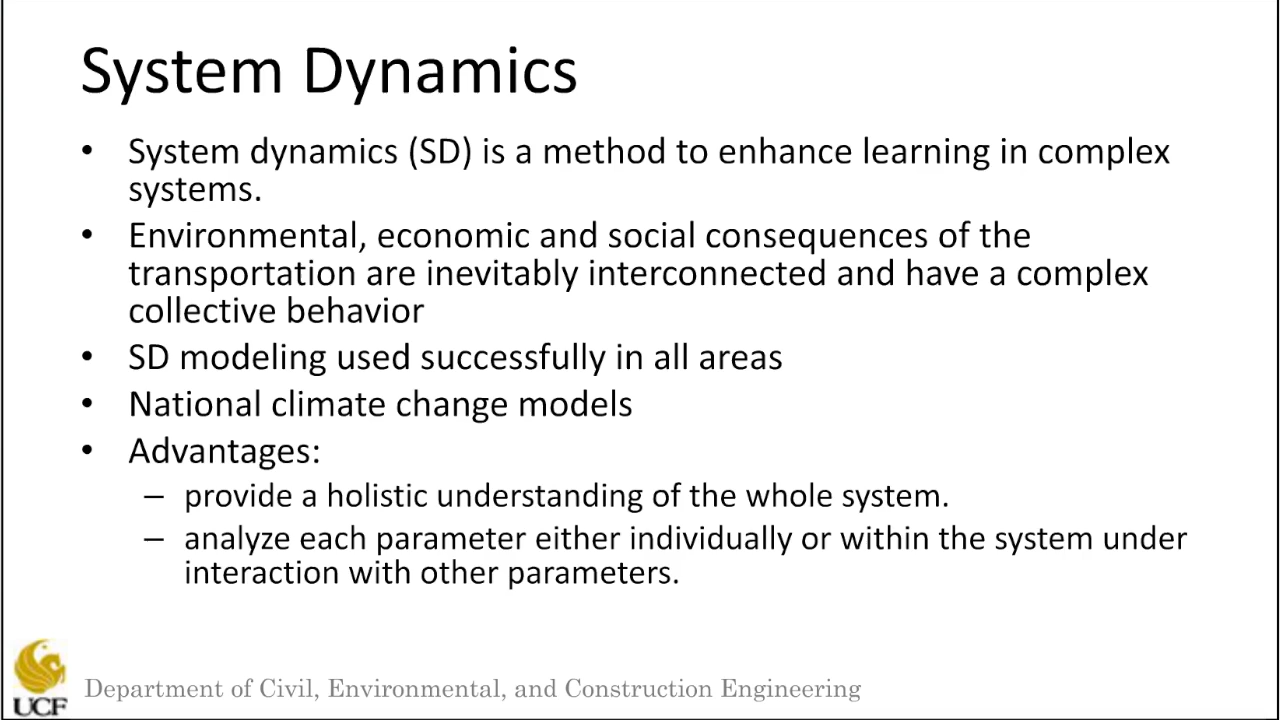 System Dynamics
• System dynamics (SD) is a method to enhance learning in complex
systems.
• Environmental, economic and social consequences of the
transportation are inevitably interconnected and have a complex
collective behavior
• SD modeling used successfully in all areas
• National climate change models
• Advantages:
– provide a holistic understanding of the whole system.
– analyze each parameter either individually or within the system under
interaction with other parameters.
UCF
Department of Civil, Environmental, and Construction Engineering